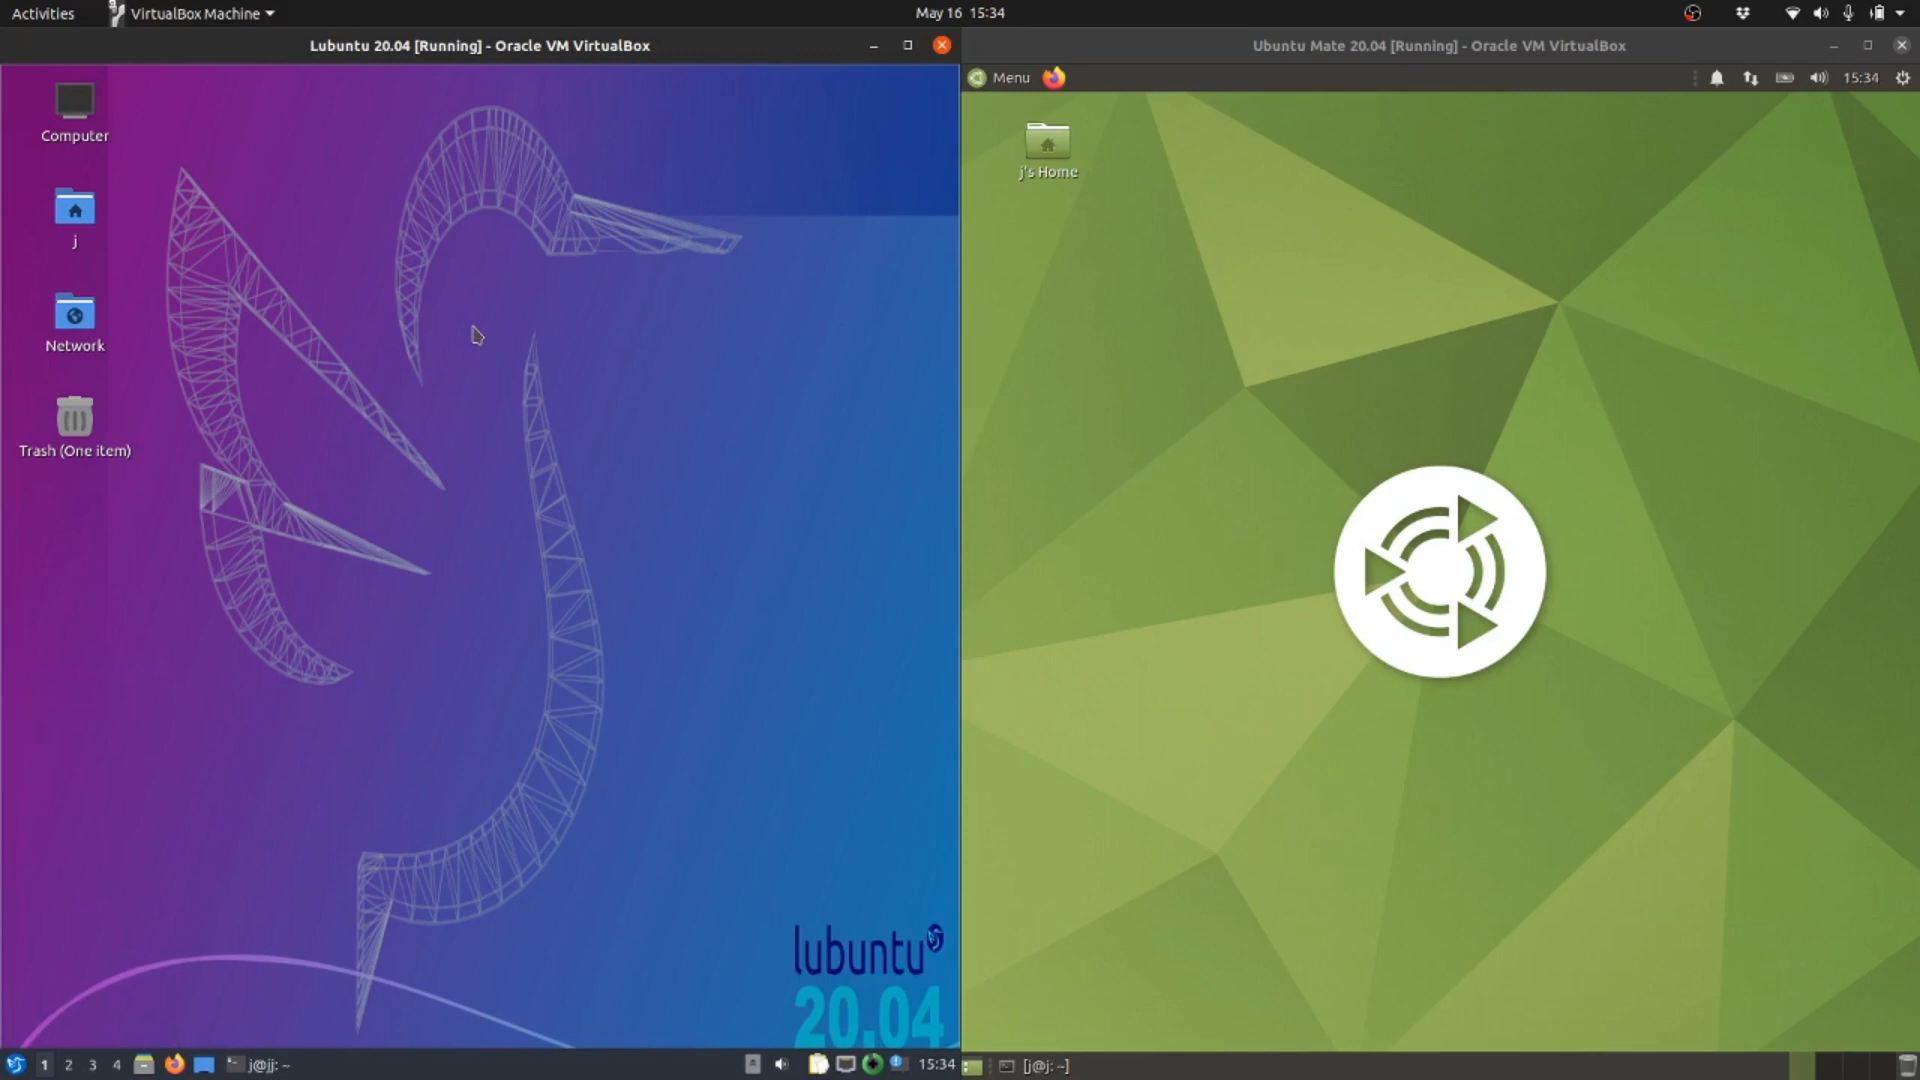 Activities VirtualBox Machine May 16 15:34
Lubuntu 20.04 [Running] - Oracle VM VirtualBox
Computer
j
Network
Trash (One item)
lubuntu
20.04
1 2 3 4 j@jj: ~ 15:34
Ubuntu Mate 20.04 [Running] - Oracle VM VirtualBox
Menu 15:34
j's Home
[j@j: ~]